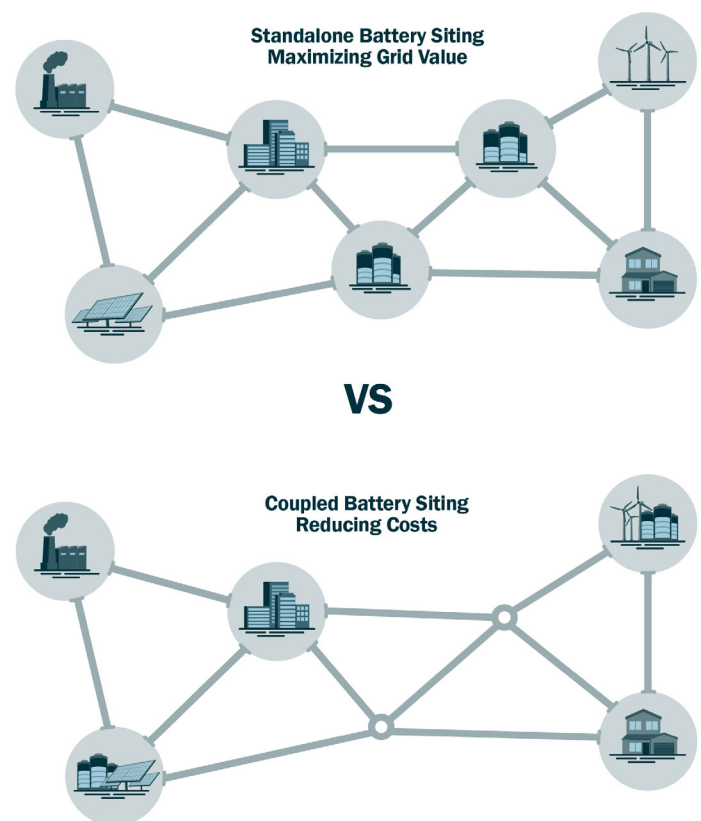 Standalone Battery Siting
Maximizing Grid Value
VS
Coupled Battery Siting
Reducing Costs